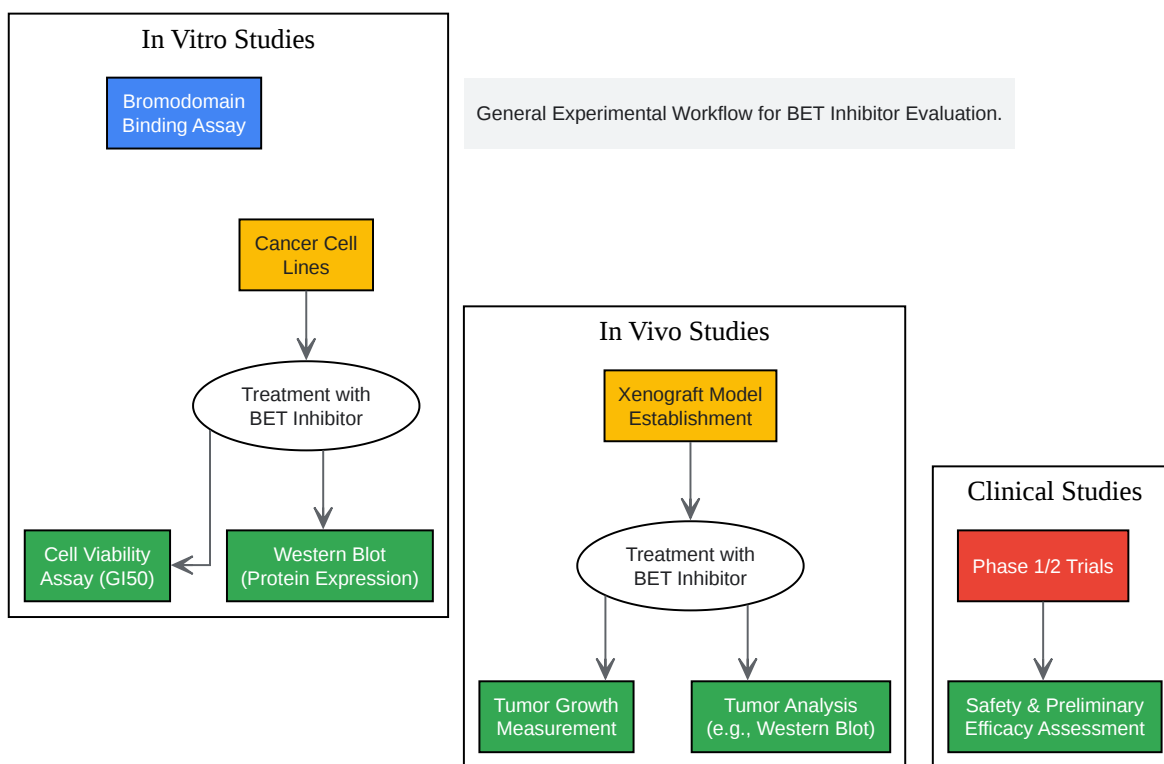 In Vitro Studies
Bromodomain
Binding Assay
General Experimental Workflow for BET Inhibitor Evaluation.
Cancer Cell
Lines
Treatment with
BET Inhibitor
Cell Viability
Assay (GI50)
Western Blot
(Protein Expression)
In Vivo Studies
Xenograft Model
Establishment
Treatment with
BET Inhibitor
Tumor Growth
Measurement
Tumor Analysis
(e.g., Western Blot)
Clinical Studies
Phase 1/2 Trials
Safety & Preliminary
Efficacy Assessment